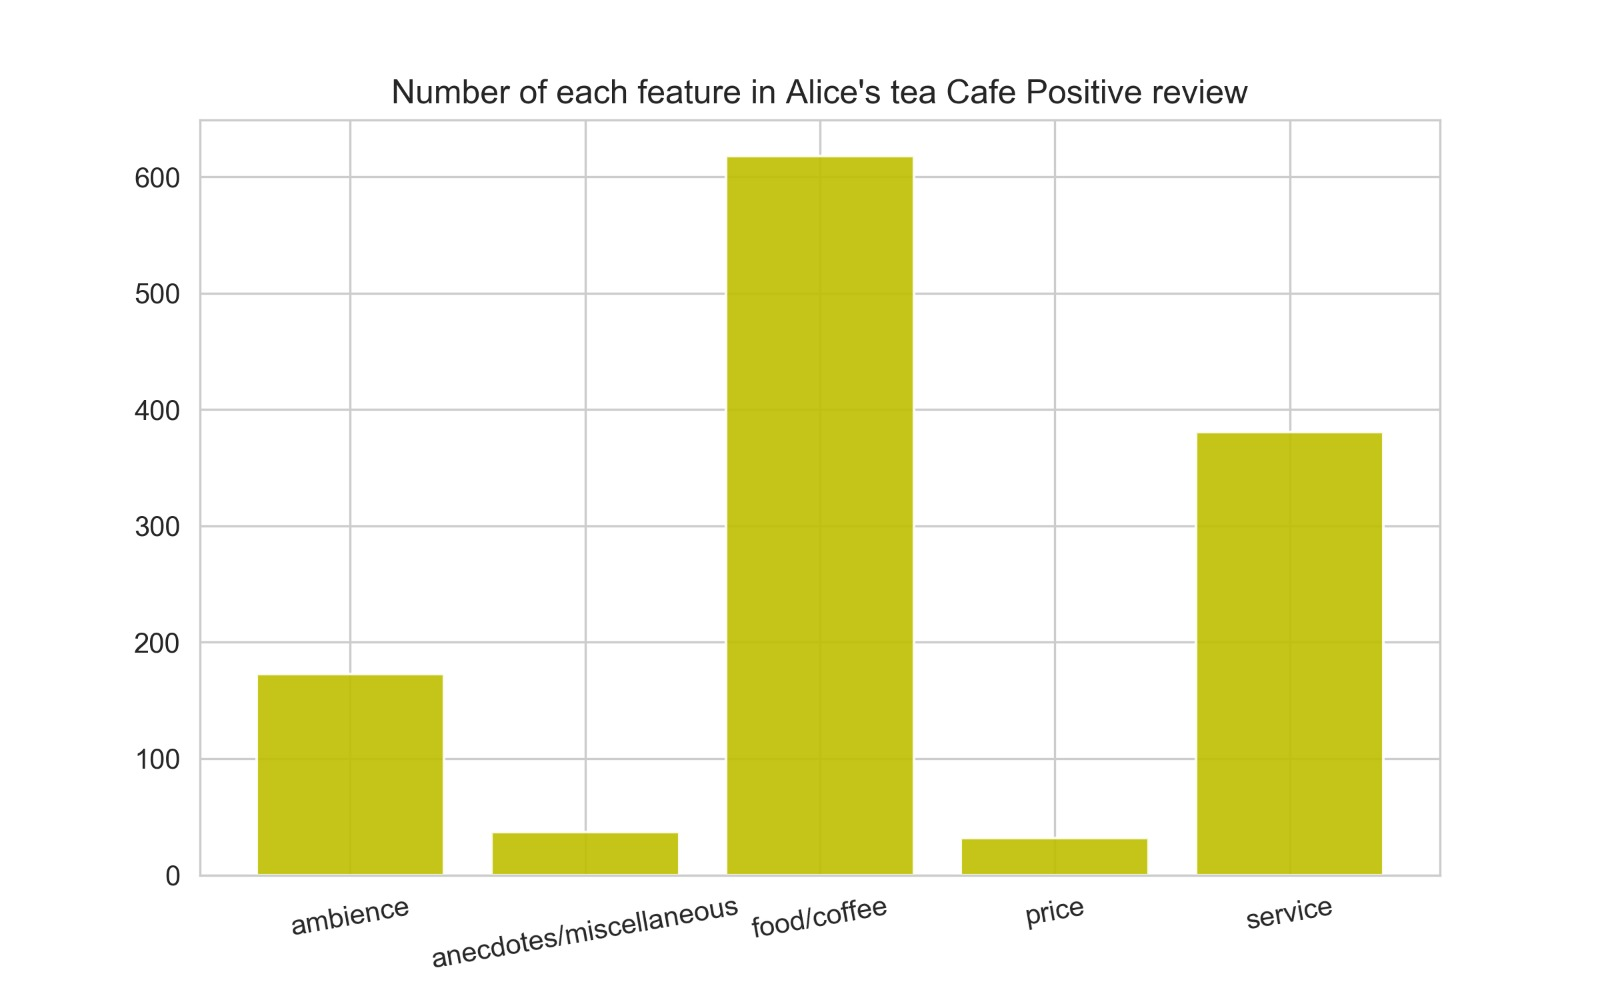 Number of each feature in Alice's tea Cafe Positive review
600
500
400
300
200
100
0
ambience
anecdotes/miscellaneous
food/coffee
price
service